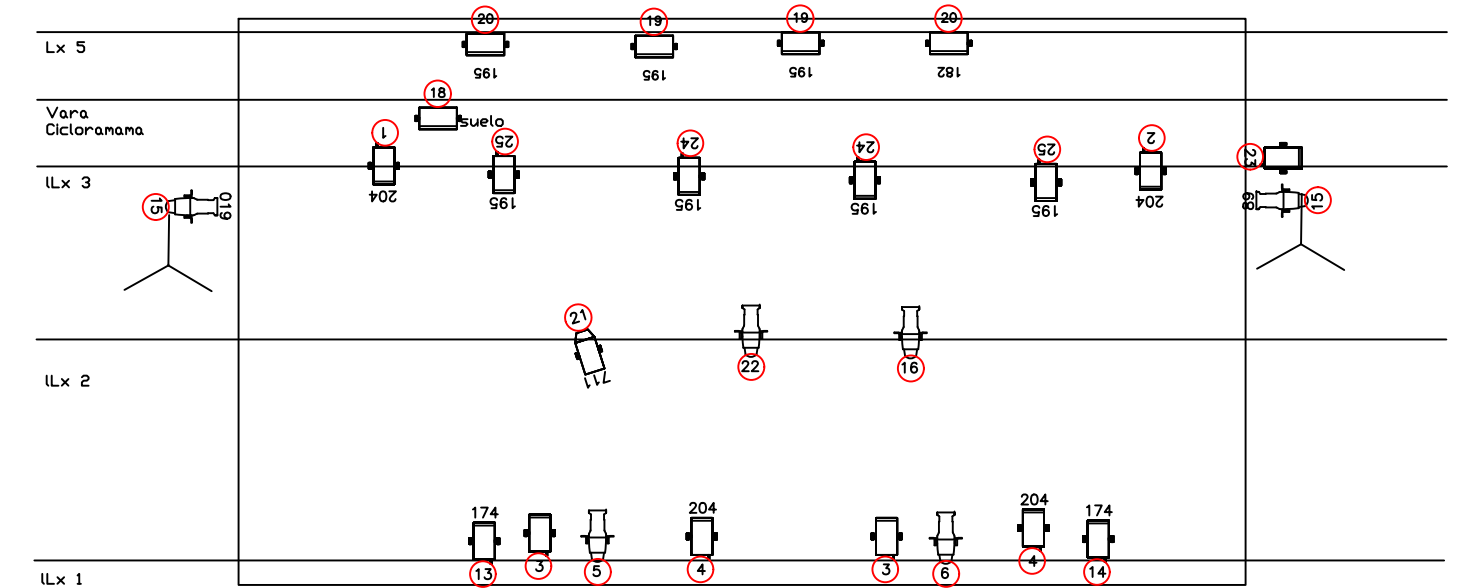 20 19 19 20
Lx 5
195 195 195 182
18
Vara
Cicloramama
suelo
1 25 24 24 25 2 23
lLx 3
204 195 195 195 195 204
15 019 89 15
21
22 16
lLx 2
711
204
174 204 174
3 3 4
13 5 4 6 14
lLx 1